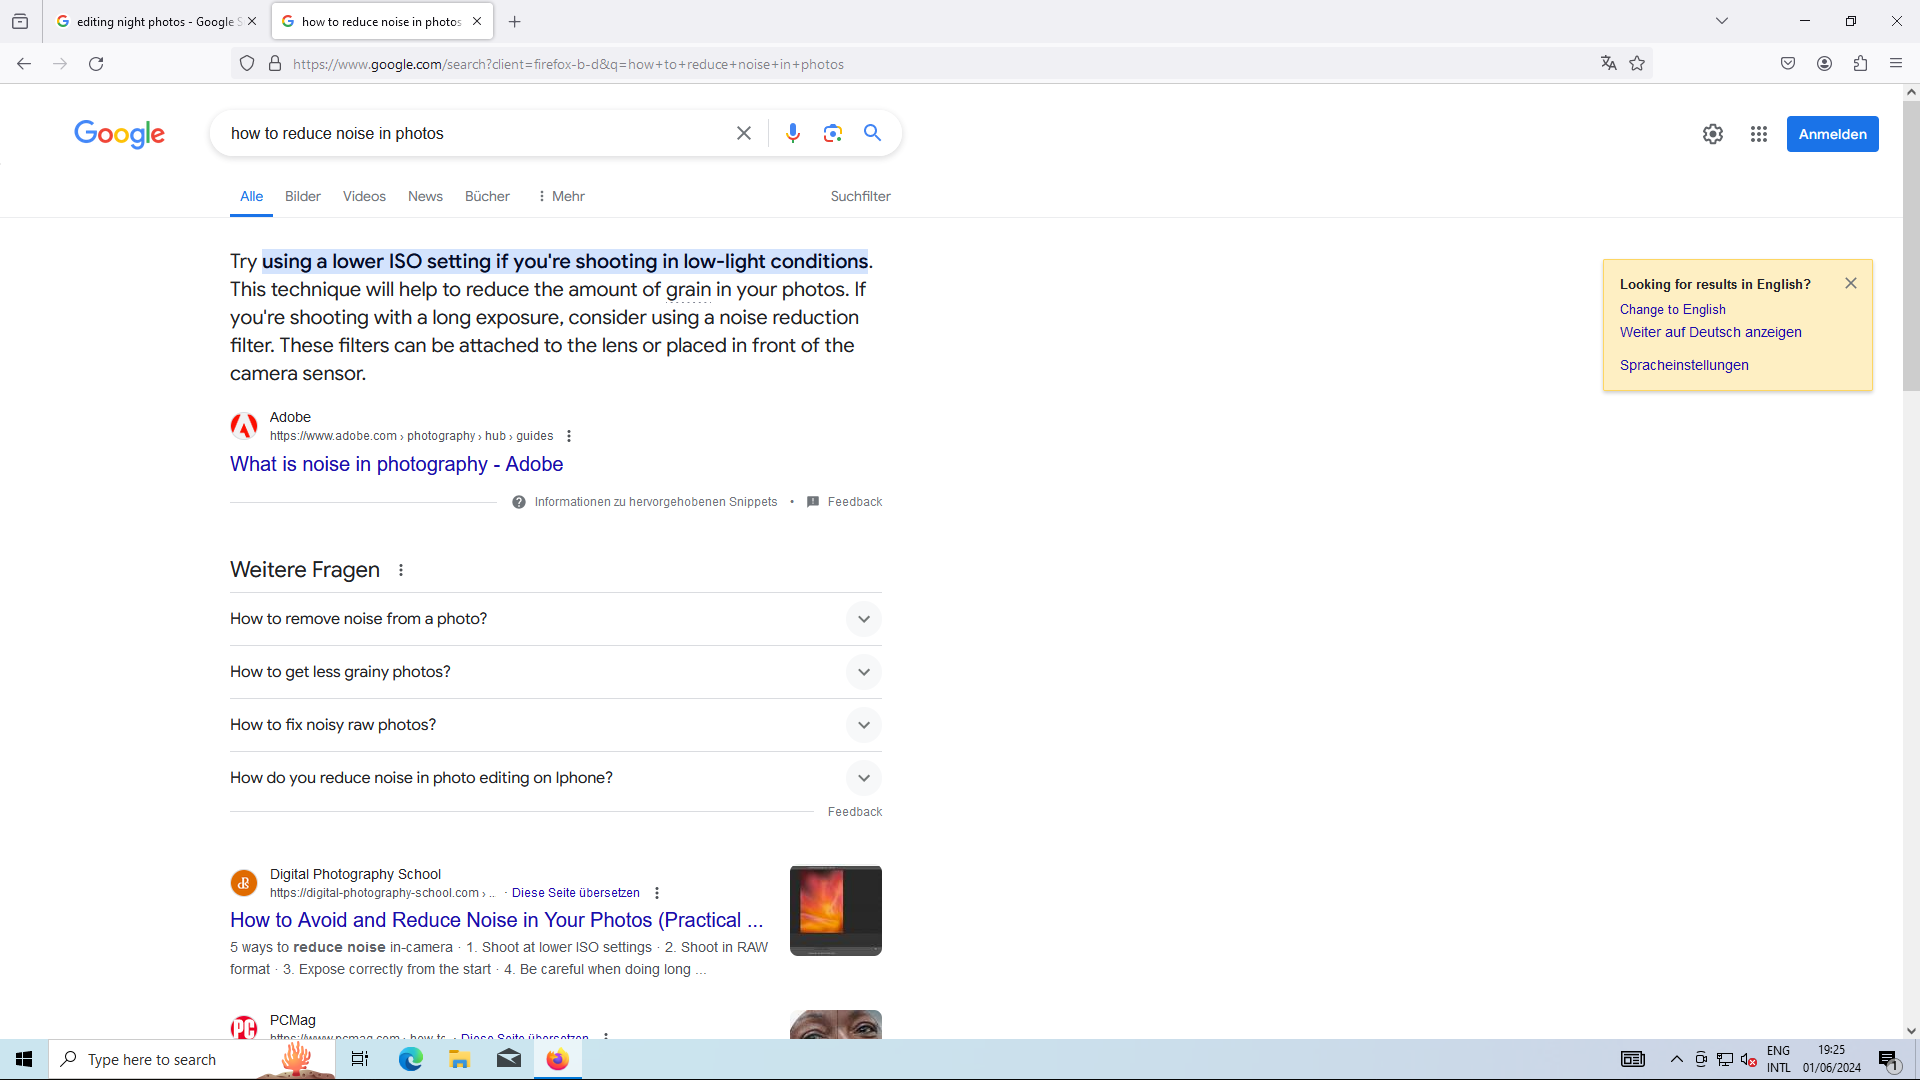 editing night photos - Google S
how to reduce noise in photos
https://www.google.com/search?client=firefox-b-d&q=how+to+reduce+noise+in+photos
Google
how to reduce noise in photos
Anmelden
Alle
Bilder
Videos
News
Bücher
Mehr
Suchfilter
Try using a lower ISO setting if you're shooting in low-light conditions.
This technique will help to reduce the amount of grain in your photos. If
you're shooting with a long exposure, consider using a noise reduction
filter. These filters can be attached to the lens or placed in front of the
camera sensor.
Looking for results in English?
Change to English
Weiter auf Deutsch anzeigen
Spracheinstellungen
Adobe
https://www.adobe.com › photography › hub › guides
What is noise in photography - Adobe
Informationen zu hervorgehobenen Snippets • Feedback
Weitere Fragen
How to remove noise from a photo?
How to get less grainy photos?
How to fix noisy raw photos?
How do you reduce noise in photo editing on Iphone?
Feedback
Digital Photography School
https://digital-photography-school.com › .. · Diese Seite übersetzen
How to Avoid and Reduce Noise in Your Photos (Practical ...
5 ways to reduce noise in-camera · 1. Shoot at lower ISO settings · 2. Shoot in RAW
format · 3. Expose correctly from the start · 4. Be careful when doing long ...
PC
PCMag
https://www.pcmag.com › how-to · Diese Seite übersetzen
Type here to search
ENG
INTL
19:25
01/06/2024
1